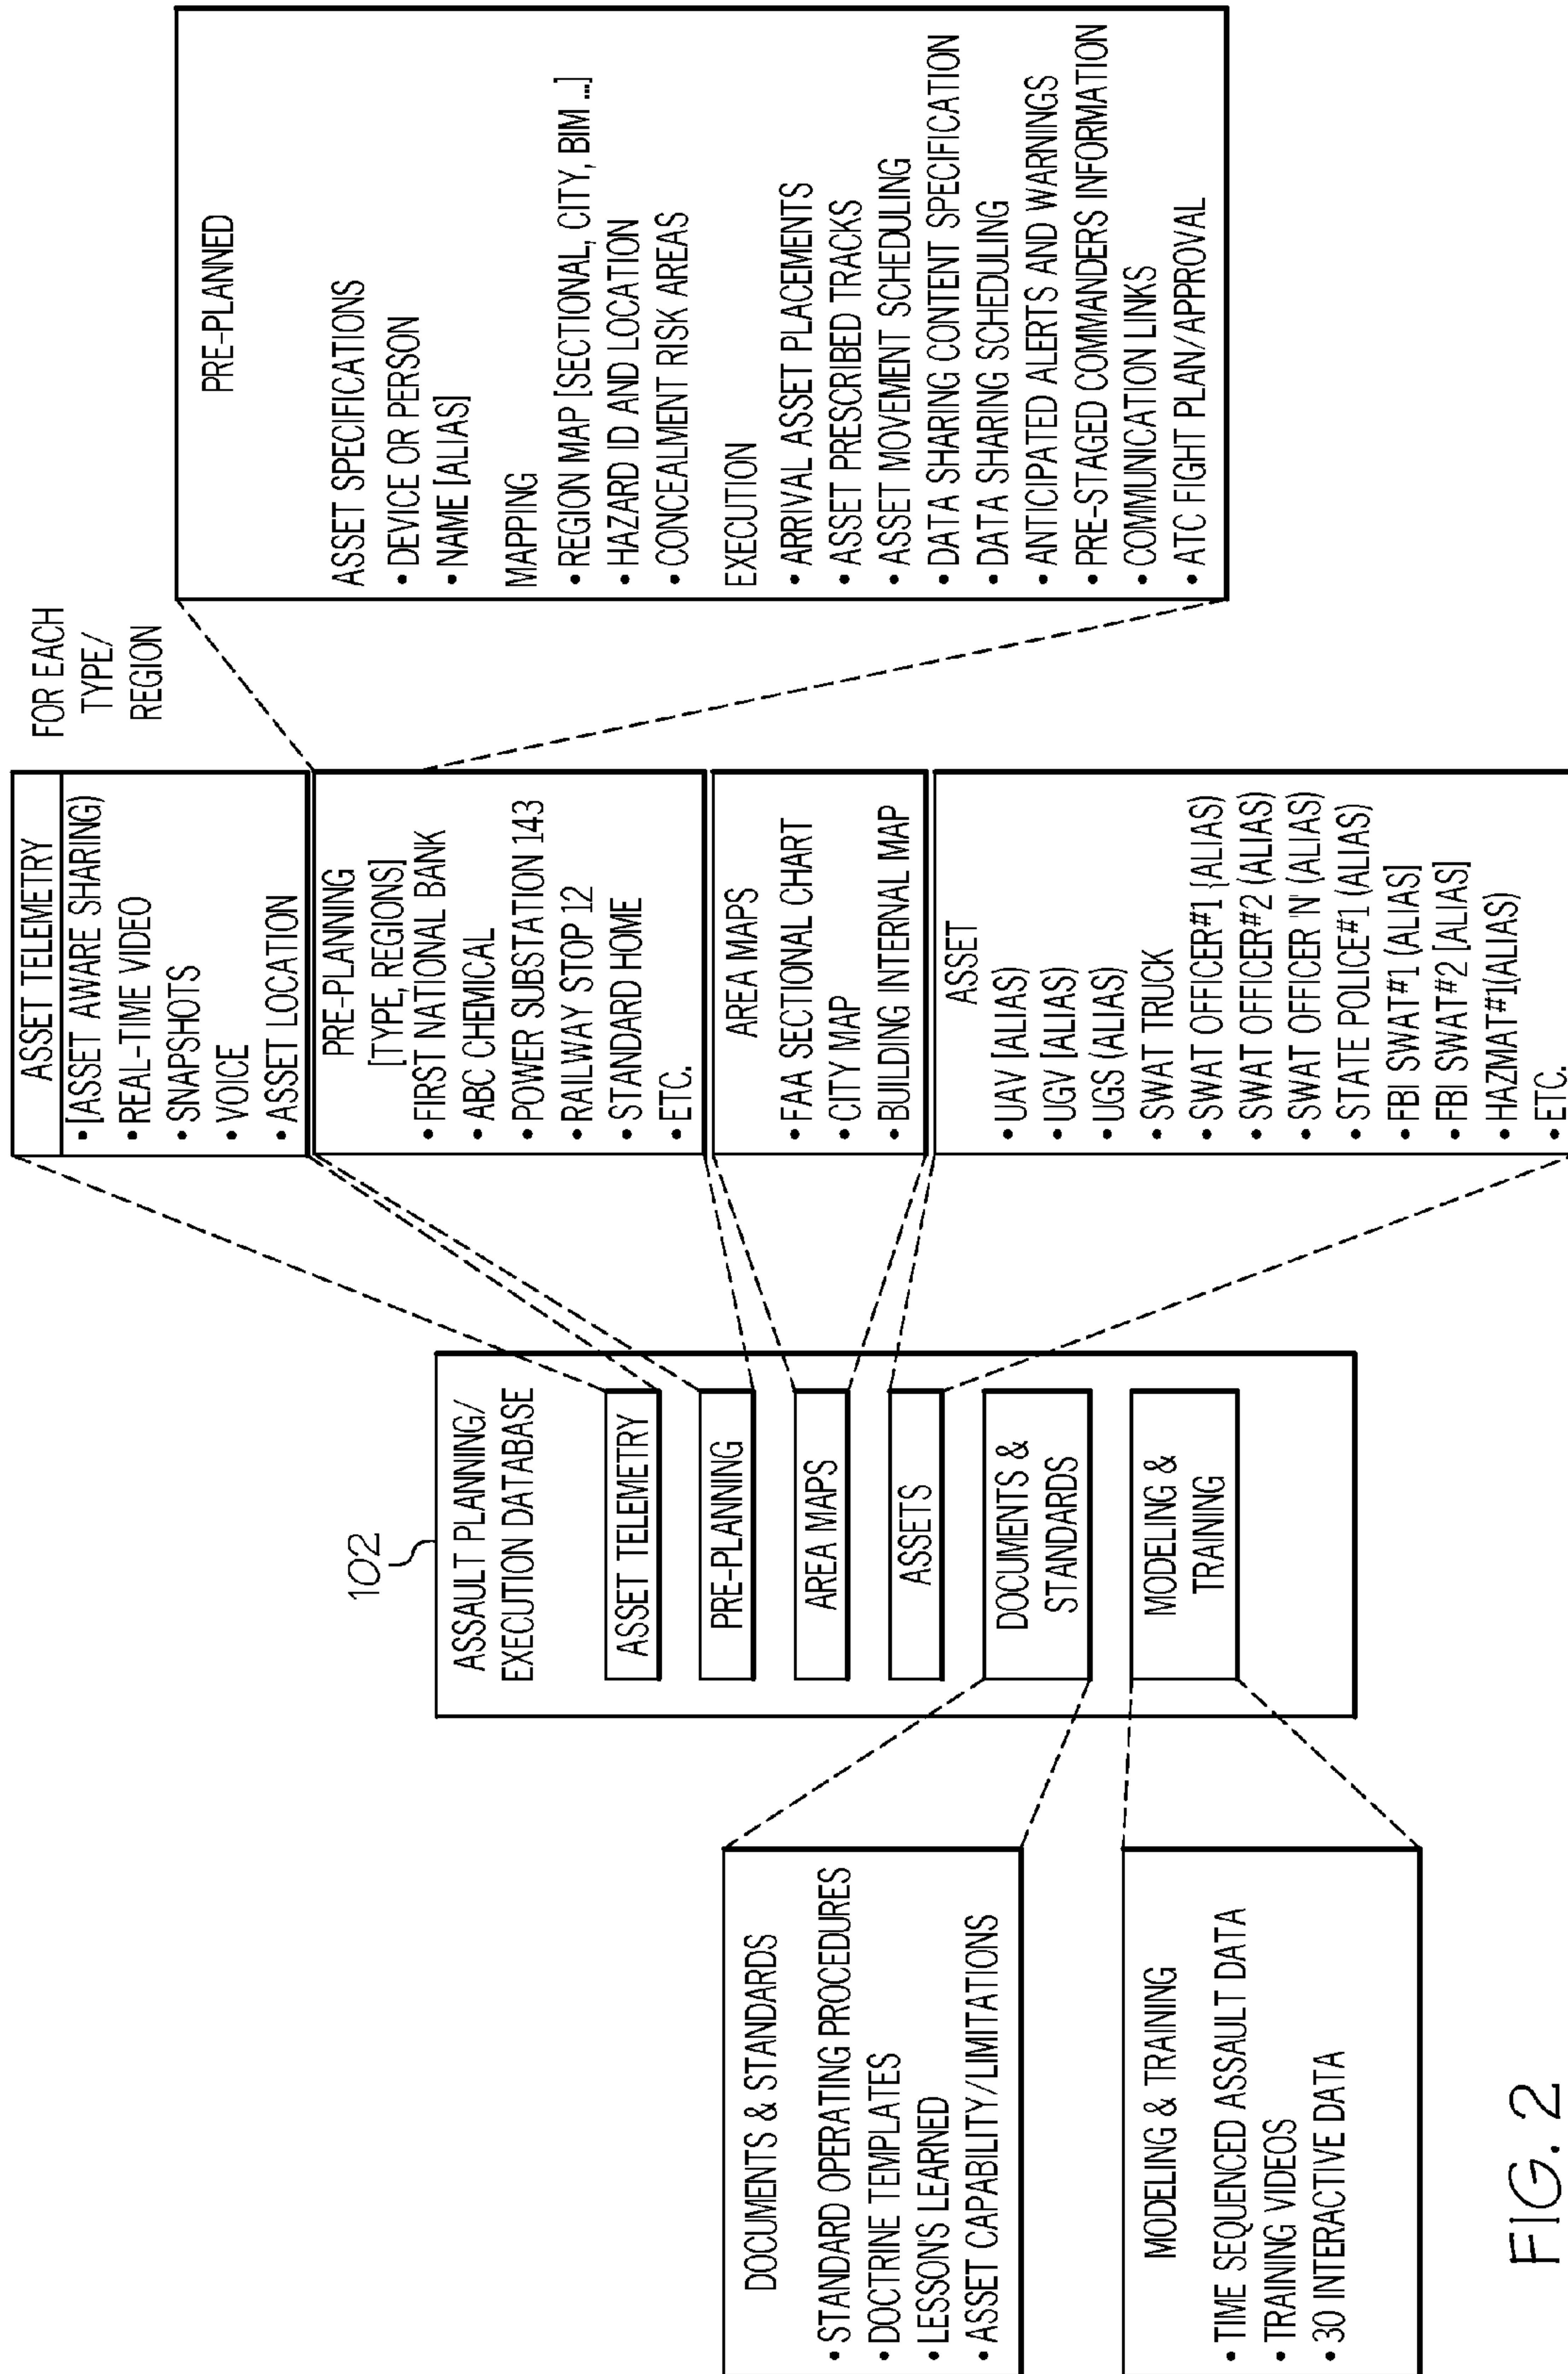 DOCUMENTS & STANDARDS
• STANDARD OPERATING PROCEDURES
• DOCTRINE TEMPLATES
• LESSON'S LEARNED
• ASSET CAPABILITY/LIMITATIONS
MODELING & TRAINING
• TIME SEQUENCED ASSAULT DATA
• TRAINING VIDEOS
• 30 INTERACTIVE DATA
102
ASSAULT PLANNING/
EXECUTION DATABASE
ASSET TELEMETRY
PRE-PLANNING
AREA MAPS
ASSETS
DOCUMENTS &
STANDARDS
MODELING &
TRAINING
ASSET TELEMETRY
• [ASSET AWARE SHARING)
• REAL-TIME VIDEO
• SNAPSHOTS
• VOICE
• ASSET LOCATION
PRE-PLANNING
[TYPE, REGIONS]
• FIRST NATIONAL BANK
• ABC CHEMICAL
• POWER SUBSTATION 143
• RAILWAY STOP 12
• STANDARD HOME
• ETC.
AREA MAPS
• FAA SECTIONAL CHART
• CITY MAP
• BUILDING INTERNAL MAP
ASSET
• UAV [ALIAS)
• UGV [ALIAS)
• UGS (ALIAS)
• SWAT TRUCK
• SWAT OFFICER#1 {ALIAS)
• SWAT OFFICER#2 (ALIAS)
• SWAT OFFICER 'N' (ALIAS)
• STATE POLICE#1 (ALIAS)
• FBI SWAT#1 (ALIAS]
• FBI SWAT#2 [ALIAS]
• HAZMAT#1(ALIAS)
• ETC.
FOR EACH
TYPE/
REGION
PRE-PLANNED
ASSET SPECIFICATIONS
• DEVICE OR PERSON
• NAME [ALIAS]
MAPPING
• REGION MAP [SECTIONAL, CITY, BIM ...]
• HAZARD ID AND LOCATION
• CONCEALMENT RISK AREAS
EXECUTION
• ARRIVAL ASSET PLACEMENTS
• ASSET PRESCRIBED TRACKS
• ASSET MOVEMENT SCHEDULING
• DATA SHARING CONTENT SPECIFICATION
• DATA SHARING SCHEDULING
• ANTICIPATED ALERTS AND WARNINGS
• PRE-STAGED COMMANDERS INFORMATION
• COMMUNICATION LINKS
• ATC FIGHT PLAN/APPROVAL
FIG. 2